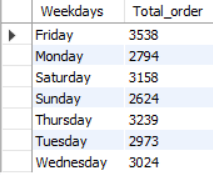 Weekdays Total_order
Friday 3538
Monday 2794
Saturday 3158
Sunday 2624
Thursday 3239
Tuesday 2973
Wednesday 3024